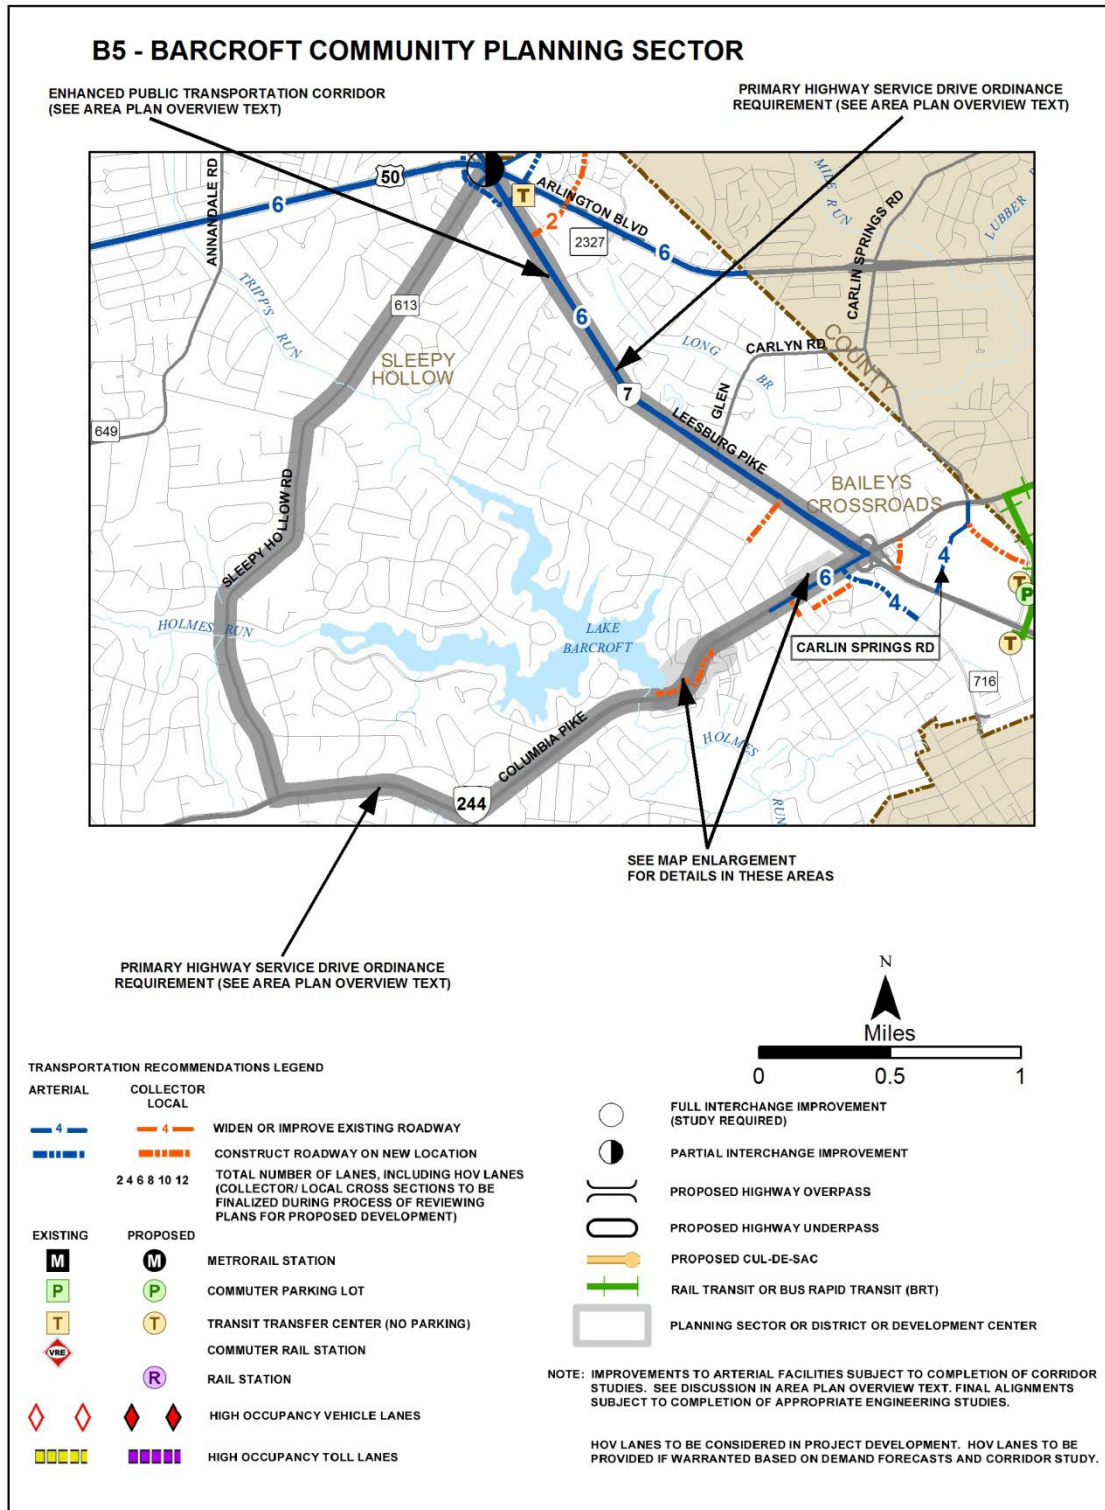 B5 - BARCROFT COMMUNITY PLANNING SECTOR
ENHANCED PUBLIC TRANSPORTATION CORRIDOR
(SEE AREA PLAN OVERVIEW TEXT)
PRIMARY HIGHWAY SERVICE DRIVE ORDINANCE
REQUIREMENT (SEE AREA PLAN OVERVIEW TEXT)
ANNANDALE RD
50
6
T
ARLINGTON BLVD
2
2327
6
MILE RUN
LUBBER
CARLIN SPRINGS RD
TRIPP'S RUN
613
6
SLEEPY
HOLLOW
LONG
BR
CARLYN RD
GLEN
COUNTY
7
LEESBURG PIKE
649
BAILEYS
CROSSROADS
SLEEPY HOLLOW RD
6
4
4
T
P
T
HOLMES RUN
LAKE
BARCROFT
CARLIN SPRINGS RD
716
COLUMBIA PIKE
HOLMES
RUN
244
SEE MAP ENLARGEMENT
FOR DETAILS IN THESE AREAS
PRIMARY HIGHWAY SERVICE DRIVE ORDINANCE
REQUIREMENT (SEE AREA PLAN OVERVIEW TEXT)
N
Miles
0 0.5 1
TRANSPORTATION RECOMMENDATIONS LEGEND
ARTERIAL COLLECTOR
LOCAL
4 4 WIDEN OR IMPROVE EXISTING ROADWAY
CONSTRUCT ROADWAY ON NEW LOCATION
2 4 6 8 10 12 TOTAL NUMBER OF LANES, INCLUDING HOV LANES
(COLLECTOR/ LOCAL CROSS SECTIONS TO BE
FINALIZED DURING PROCESS OF REVIEWING
PLANS FOR PROPOSED DEVELOPMENT)
EXISTING PROPOSED
M M METRORAIL STATION
P P COMMUTER PARKING LOT
T T TRANSIT TRANSFER CENTER (NO PARKING)
VRE COMMUTER RAIL STATION
R RAIL STATION
HIGH OCCUPANCY VEHICLE LANES
HIGH OCCUPANCY TOLL LANES
FULL INTERCHANGE IMPROVEMENT
(STUDY REQUIRED)
PARTIAL INTERCHANGE IMPROVEMENT
PROPOSED HIGHWAY OVERPASS
PROPOSED HIGHWAY UNDERPASS
PROPOSED CUL-DE-SAC
RAIL TRANSIT OR BUS RAPID TRANSIT (BRT)
PLANNING SECTOR OR DISTRICT OR DEVELOPMENT CENTER
NOTE: IMPROVEMENTS TO ARTERIAL FACILITIES SUBJECT TO COMPLETION OF CORRIDOR
STUDIES. SEE DISCUSSION IN AREA PLAN OVERVIEW TEXT. FINAL ALIGNMENTS
SUBJECT TO COMPLETION OF APPROPRIATE ENGINEERING STUDIES.
HOV LANES TO BE CONSIDERED IN PROJECT DEVELOPMENT. HOV LANES TO BE
PROVIDED IF WARRANTED BASED ON DEMAND FORECASTS AND CORRIDOR STUDY.